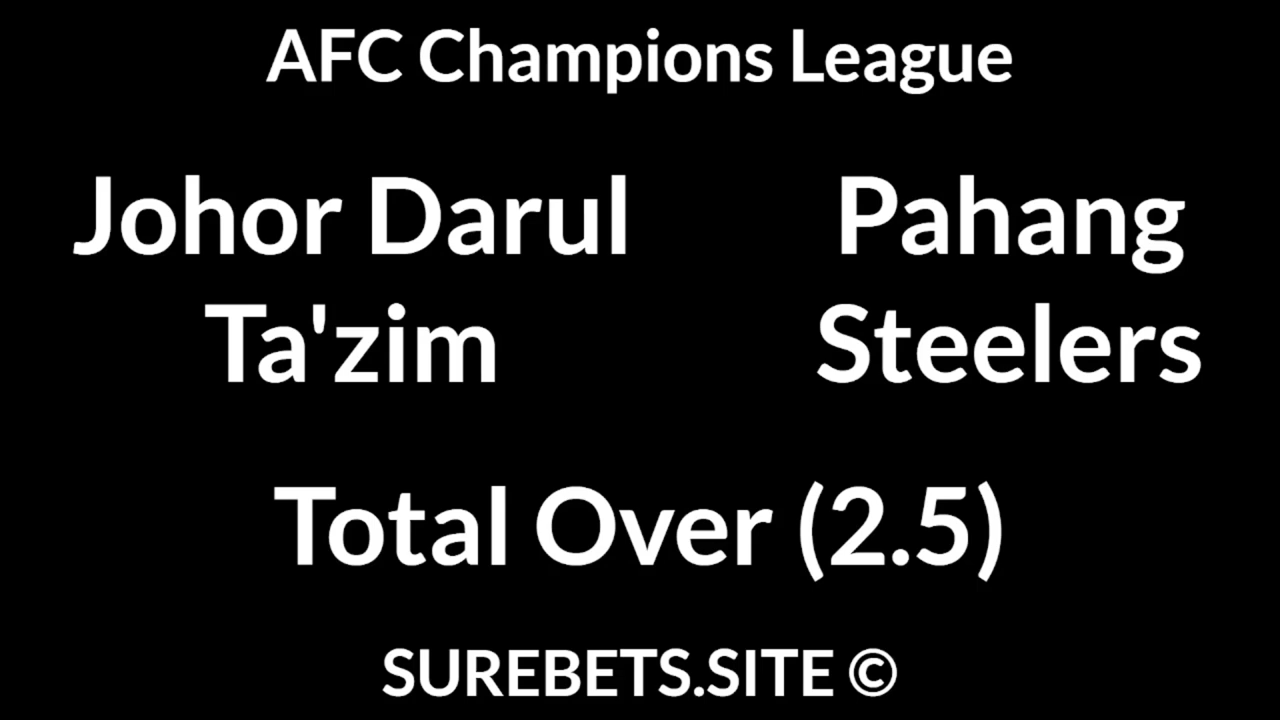 AFC Champions League
Johor Darul Ta'zim
Pahang Steelers
Total Over (2.5)
SUREBETS.SITE ©